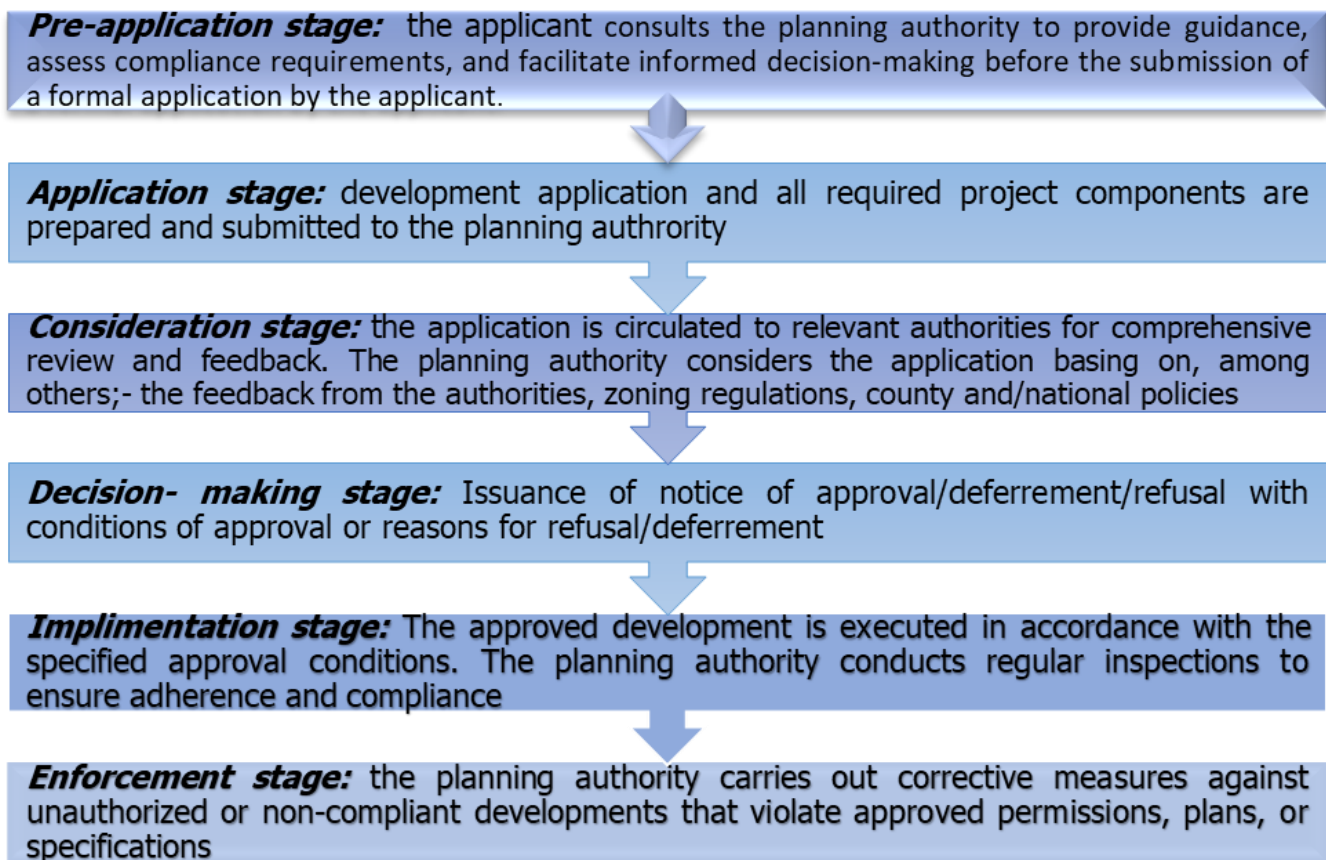 Pre-application stage: the applicant consults the planning authority to provide guidance,
assess compliance requirements, and facilitate informed decision-making before the submission of
a formal application by the applicant.
Application stage: development application and all required project components are
prepared and submitted to the planning authrority
Consideration stage: the application is circulated to relevant authorities for comprehensive
review and feedback. The planning authority considers the application basing on, among
others;- the feedback from the authorities, zoning regulations, county and/national policies
Decision- making stage: Issuance of notice of approval/deferrement/refusal with
conditions of approval or reasons for refusal/deferrement
Implimentation stage: The approved development is executed in accordance with the
specified approval conditions. The planning authority conducts regular inspections to
ensure adherence and compliance
Enforcement stage: the planning authority carries out corrective measures against
unauthorized or non-compliant developments that violate approved permissions, plans, or
specifications